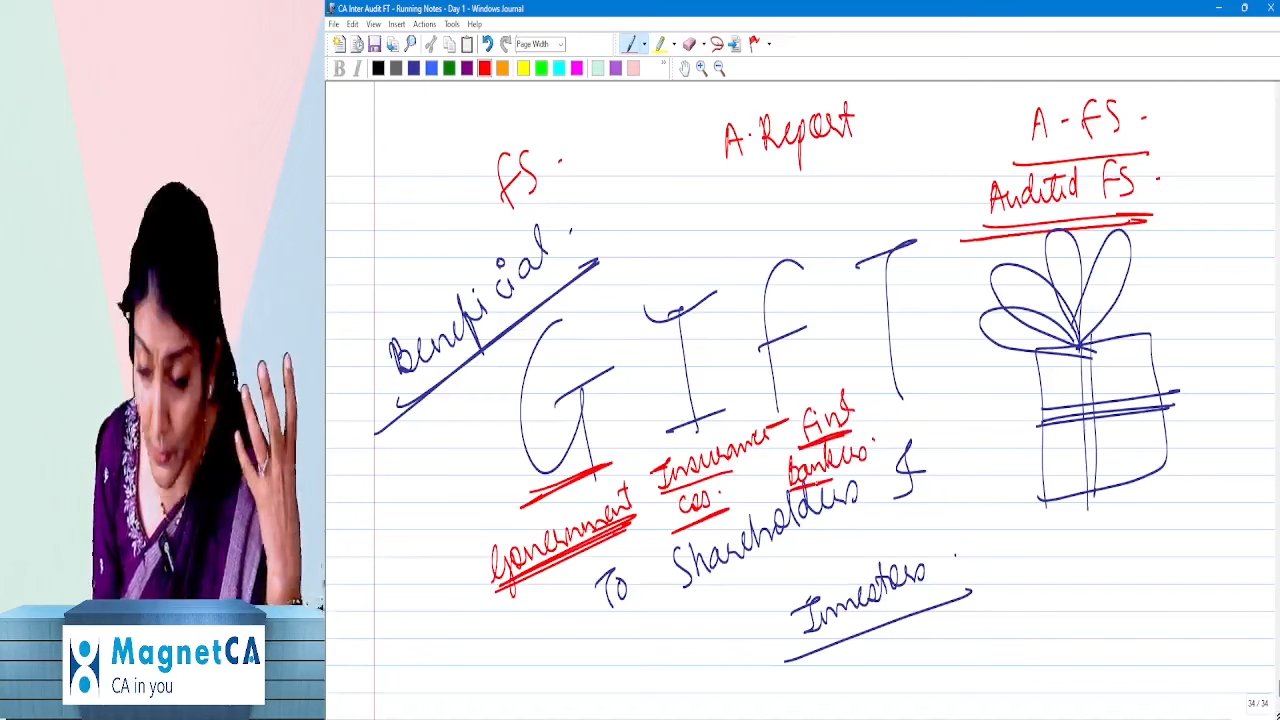 CA Inter Audit FT - Running Notes - Day 1 - Windows Journal
File Edit View Insert Actions Tools Help
Page Width
B I
FS.
A. Report
A - FS.
Audited FS.
Beneficial.
G I F T
Government
Insurance
cos.
Fin&
bankers.
To Shareholders &
Investors.
MagnetCA
CA in you
34 / 34